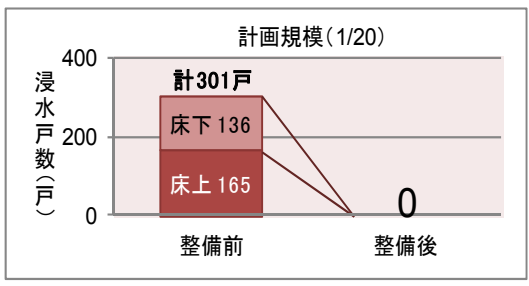 計画規模(1/20)
浸水戸数(戸)
400
200
0
計301戸
床下 136
床上 165
0
整備前
整備後